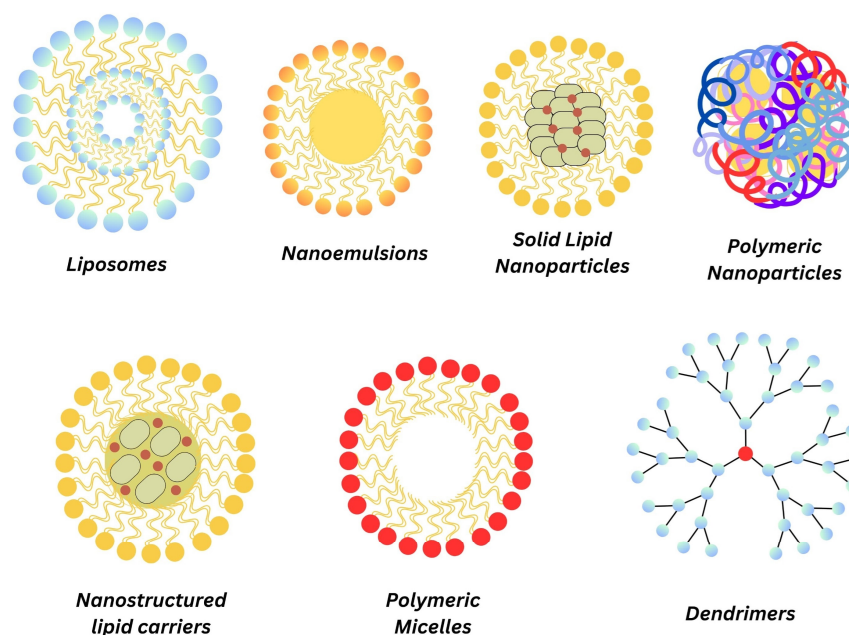 Liposomes
Nanoemulsions
Solid Lipid
Nanoparticles
Polymeric
Nanoparticles
Nanostructured
lipid carriers
Polymeric
Micelles
Dendrimers